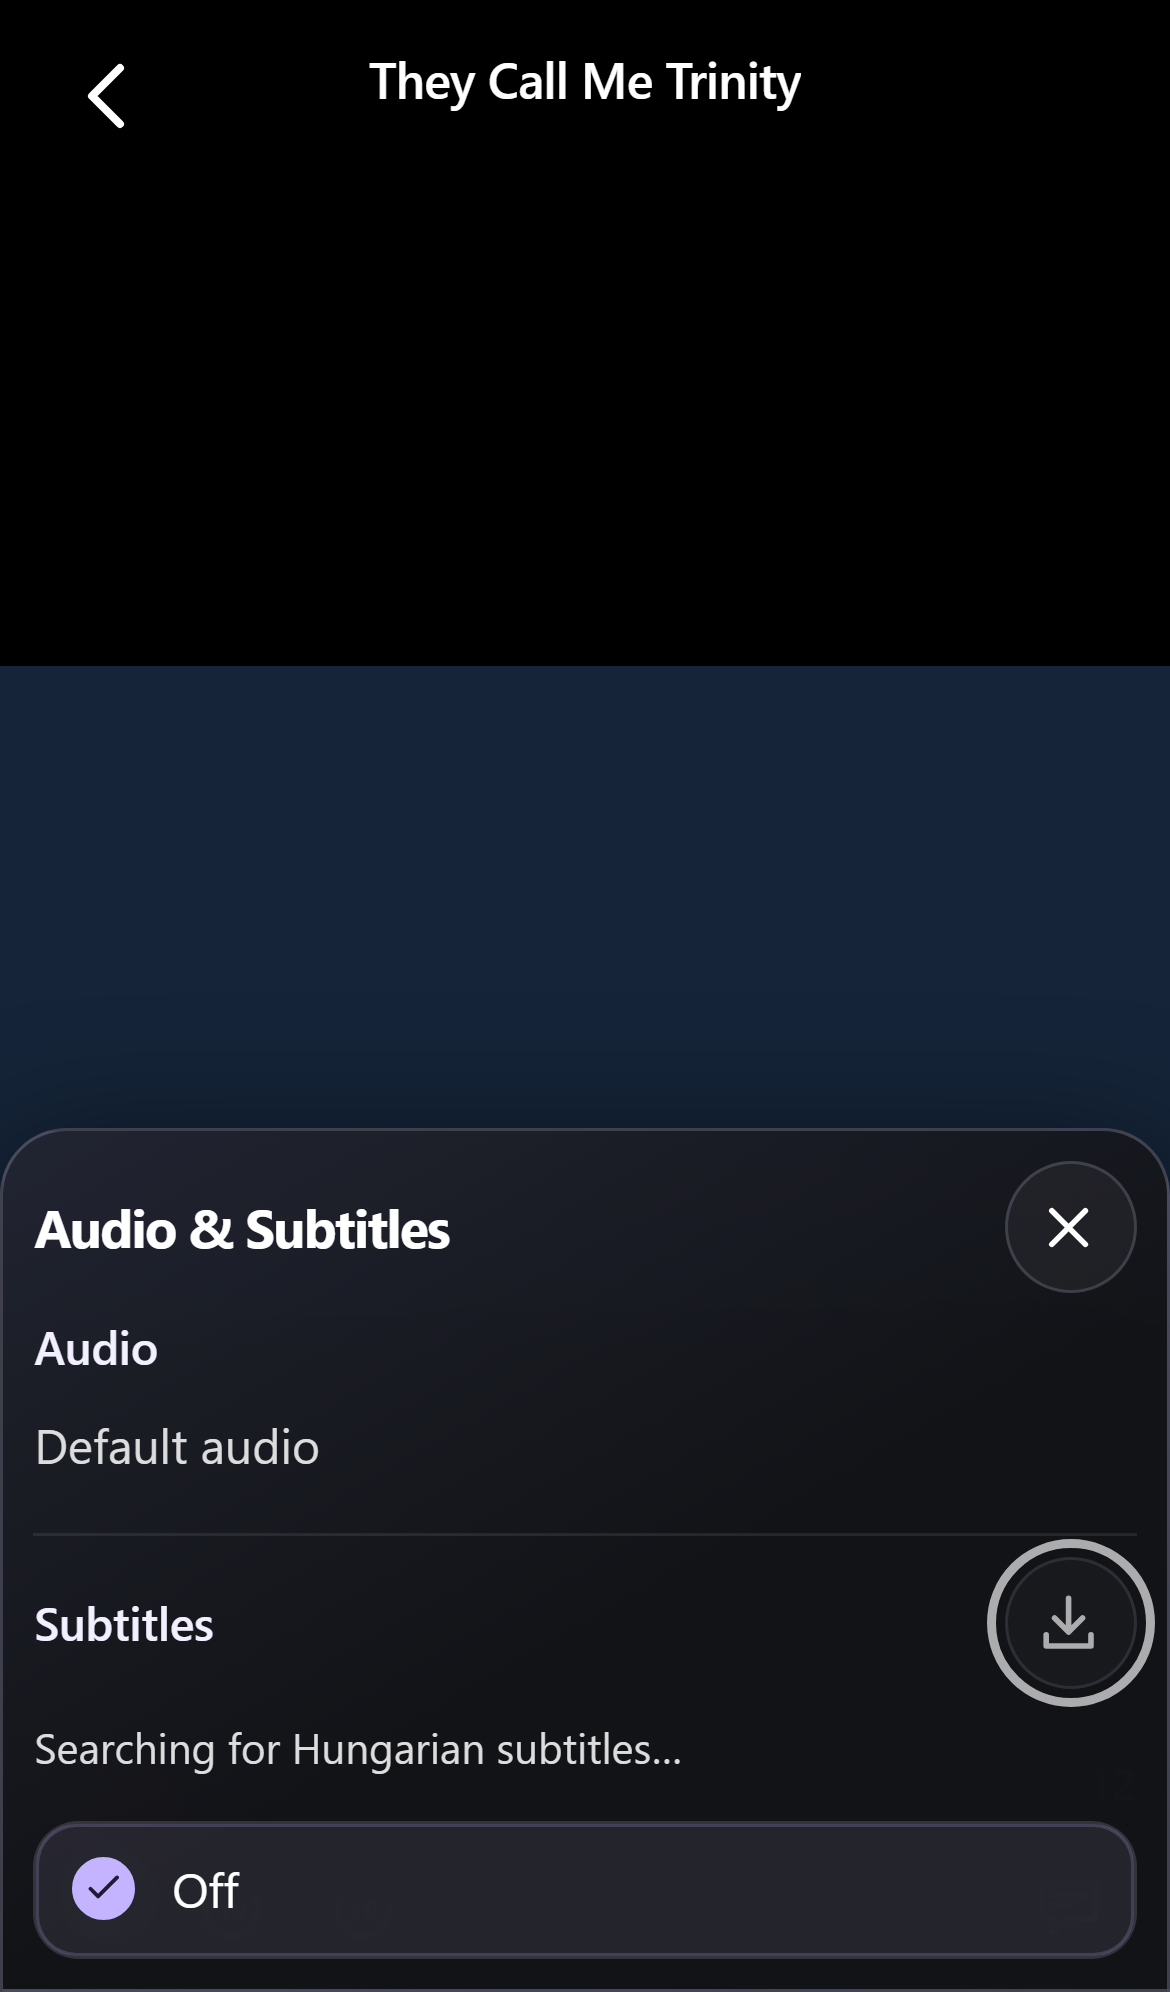 They Call Me Trinity
Audio & Subtitles
Audio
Default audio
Subtitles
Searching for Hungarian subtitles...
Off